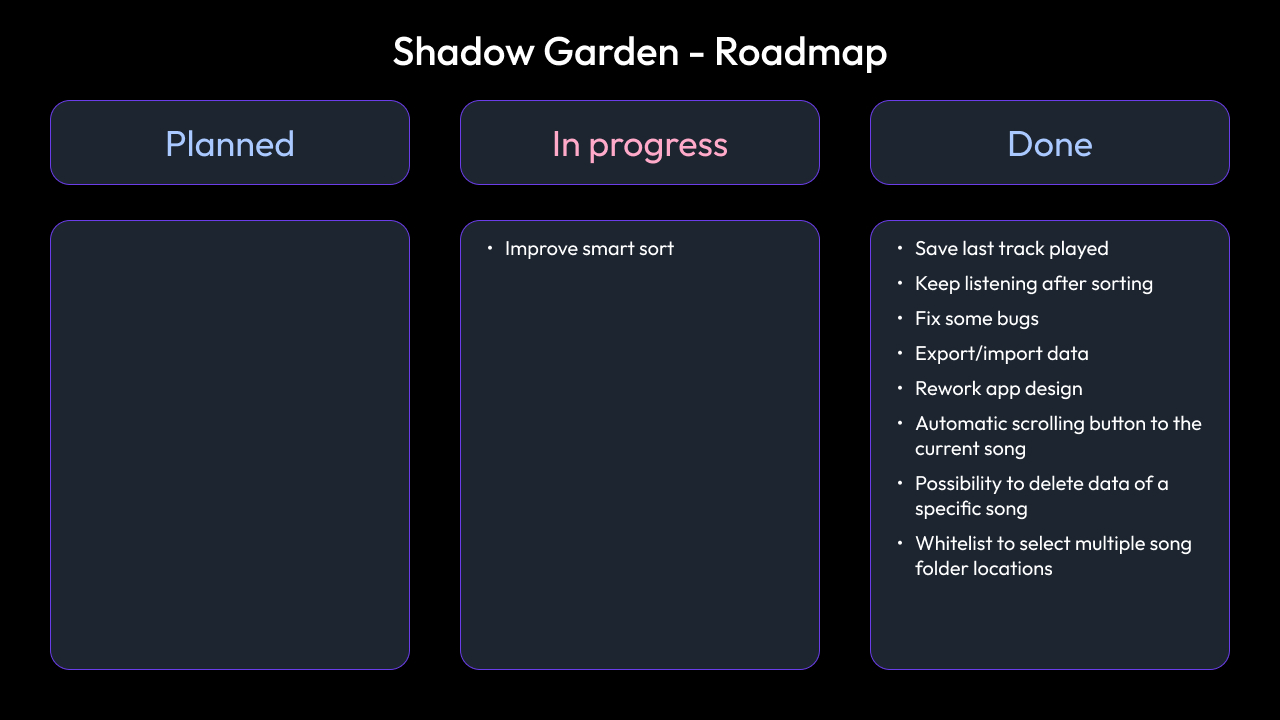 Shadow Garden - Roadmap
Planned
In progress
Done
• Improve smart sort
• Save last track played
• Keep listening after sorting
• Fix some bugs
• Export/import data
• Rework app design
• Automatic scrolling button to the
current song
• Possibility to delete data of a
specific song
• Whitelist to select multiple song
folder locations